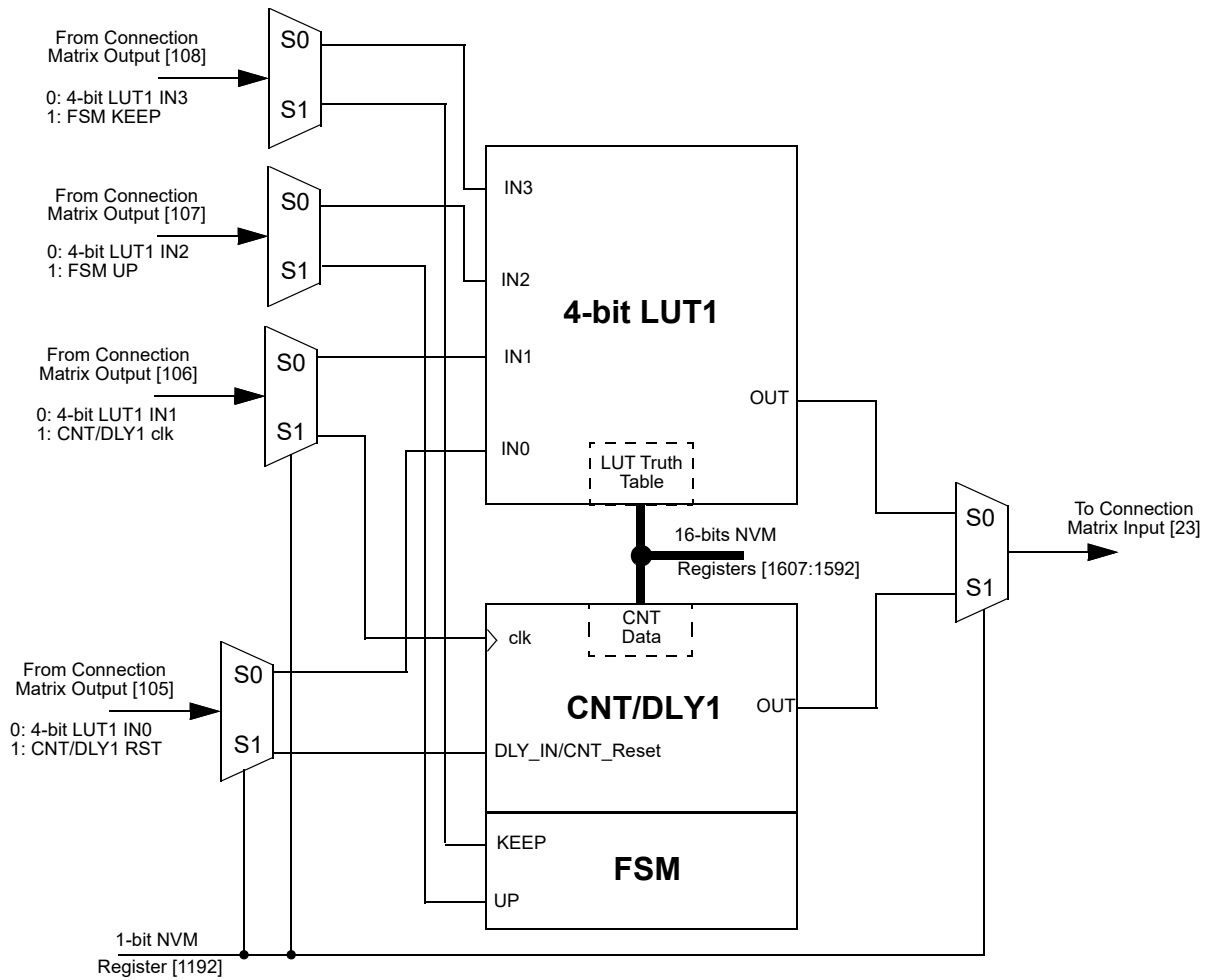 From Connection
Matrix Output [108]
0: 4-bit LUT1 IN3
1: FSM KEEP
S0
S1
From Connection
Matrix Output [107]
0: 4-bit LUT1 IN2
1: FSM UP
S0
S1
From Connection
Matrix Output [106]
0: 4-bit LUT1 IN1
1: CNT/DLY1 clk
S0
S1
From Connection
Matrix Output [105]
0: 4-bit LUT1 IN0
1: CNT/DLY1 RST
S0
S1
IN3
IN2
IN1
IN0
4-bit LUT1
OUT
LUT Truth
Table
16-bits NVM
Registers [1607:1592]
CNT
Data
clk
CNT/DLY1
OUT
DLY_IN/CNT_Reset
KEEP
FSM
UP
S0
S1
To Connection
Matrix Input [23]
1-bit NVM
Register [1192]